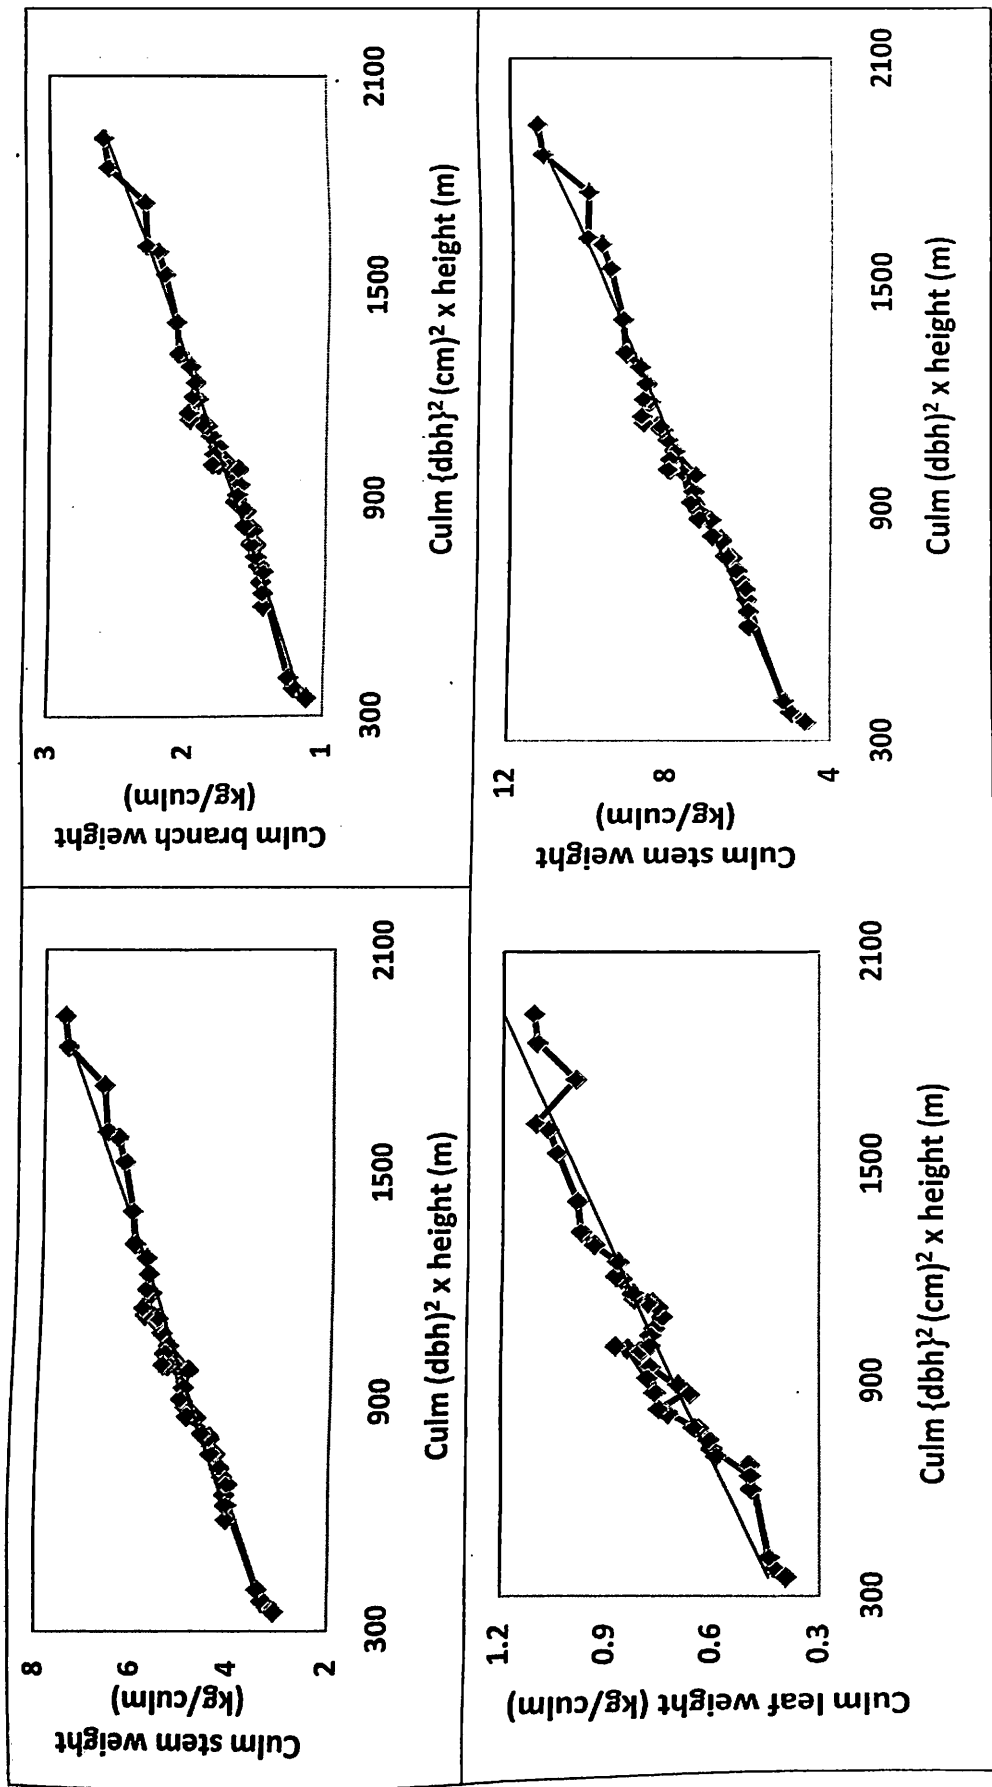 Culm stem weight
(kg/culm)
8
6
4
2
300
900
1500
2100
Culm (dbh)² x height (m)
Culm branch weight
(kg/culm)
3
2
1
300
900
1500
2100
Culm {dbh}² (cm)² x height (m)
Culm leaf weight (kg/culm)
1.2
0.9
0.6
0.3
300
900
1500
2100
Culm {dbh}² (cm)² x height (m)
Culm stem weight
(kg/culm)
12
8
4
300
900
1500
2100
Culm (dbh)² x height (m)